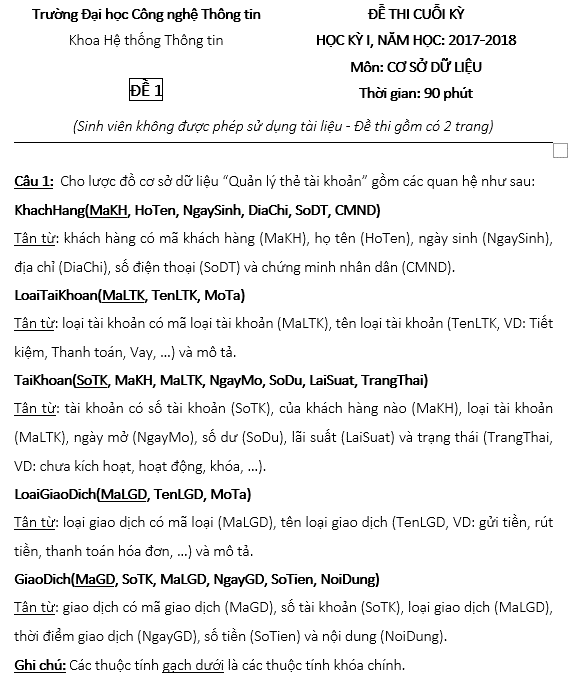 Trường Đại học Công nghệ Thông tin
Khoa Hệ thống Thông tin
ĐỀ 1
ĐỀ THI CUỐI KỲ
HỌC KỲ I, NĂM HỌC: 2017-2018
Môn: CƠ SỞ DỮ LIỆU
Thời gian: 90 phút
(Sinh viên không được phép sử dụng tài liệu - Đề thi gồm có 2 trang)
Câu 1: Cho lược đồ cơ sở dữ liệu “Quản lý thẻ tài khoản” gồm các quan hệ như sau:
KhachHang(MaKH, HoTen, NgaySinh, DiaChi, SoDT, CMND)
Tân từ: khách hàng có mã khách hàng (MaKH), họ tên (HoTen), ngày sinh (NgaySinh),
địa chỉ (DiaChi), số điện thoại (SoDT) và chứng minh nhân dân (CMND).
LoaiTaiKhoan(MaLTK, TenLTK, MoTa)
Tân từ: loại tài khoản có mã loại tài khoản (MaLTK), tên loại tài khoản (TenLTK, VD: Tiết
kiệm, Thanh toán, Vay, ...) và mô tả.
TaiKhoan(SoTK, MaKH, MaLTK, NgayMo, SoDu, LaiSuat, TrangThai)
Tân từ: tài khoản có số tài khoản (SoTK), của khách hàng nào (MaKH), loại tài khoản
(MaLTK), ngày mở (NgayMo), số dư (SoDu), lãi suất (LaiSuat) và trạng thái (TrangThai,
VD: chưa kích hoạt, hoạt động, khóa, ...).
LoaiGiaoDich(MaLGD, TenLGD, MoTa)
Tân từ: loại giao dịch có mã loại (MaLGD), tên loại giao dịch (TenLGD, VD: gửi tiền, rút
tiền, thanh toán hóa đơn, ...) và mô tả.
GiaoDich(MaGD, SoTK, MaLGD, NgayGD, SoTien, NoiDung)
Tân từ: giao dịch có mã giao dịch (MaGD), số tài khoản (SoTK), loại giao dịch (MaLGD),
thời điểm giao dịch (NgayGD), số tiền (SoTien) và nội dung (NoiDung).
Ghi chú: Các thuộc tính gạch dưới là các thuộc tính khóa chính.